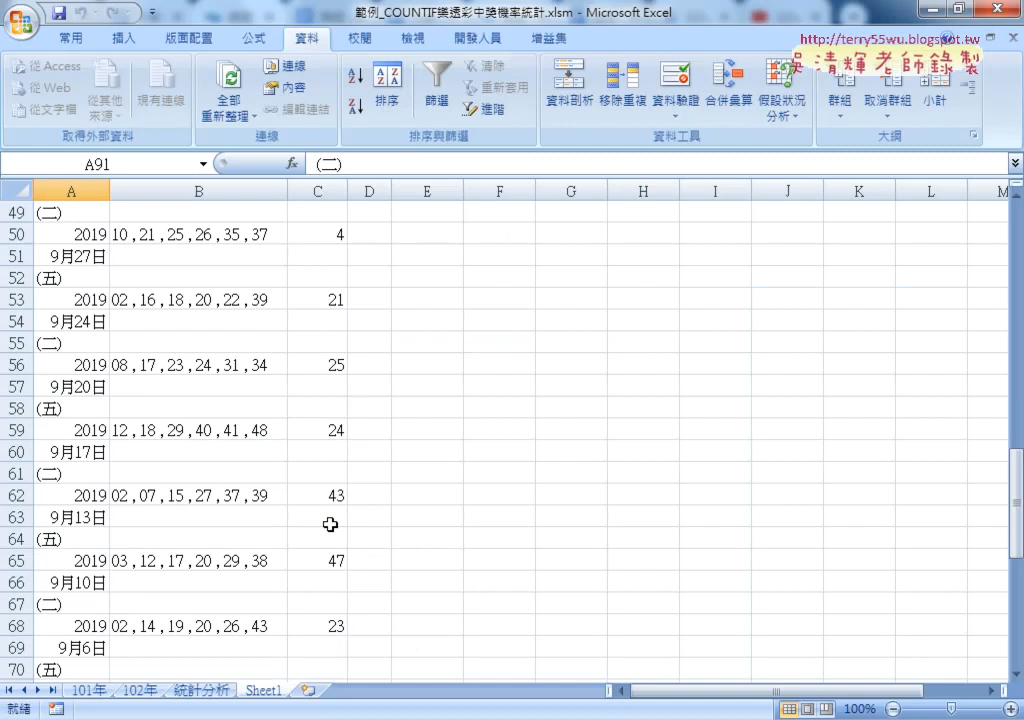 範例_COUNTIF樂透彩中獎機率統計.xlsm - Microsoft Excel
常用 插入 版面配置 公式 資料 校閱 檢視 開發人員 增益集
http://terry55wu.blogspot.tw
吳清輝老師錄製
從 Access
從 Web
從文字檔
從其他
來源
現有連線
取得外部資料
全部
重新整理
連線
內容
編輯連結
連線
排序
篩選
清除
重新套用
進階
排序與篩選
資料剖析 移除重複 資料驗證 合併彙算 假設狀況
分析
資料工具
群組 取消群組 小計
大綱
A91 fx (二)
A B C D E F G H I J K L M
49 (二)
50 2019 10,21,25,26,35,37 4
51 9月27日
52 (五)
53 2019 02,16,18,20,22,39 21
54 9月24日
55 (二)
56 2019 08,17,23,24,31,34 25
57 9月20日
58 (五)
59 2019 12,18,29,40,41,48 24
60 9月17日
61 (二)
62 2019 02,07,15,27,37,39 43
63 9月13日
64 (五)
65 2019 03,12,17,20,29,38 47
66 9月10日
67 (二)
68 2019 02,14,19,20,26,43 23
69 9月6日
70 (五)
101年 102年 統計分析 Sheet1
就緒 100%